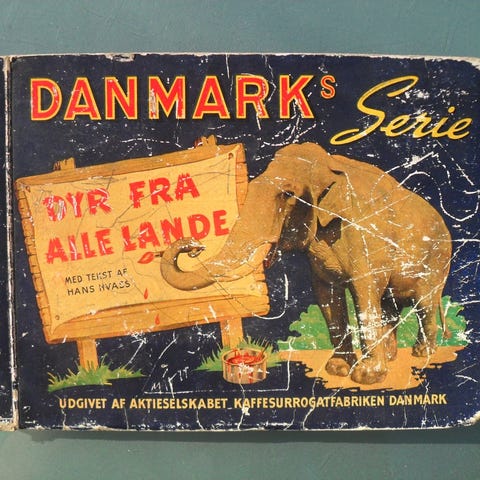 DANMARKs Serie
DYR FRA
ALLE LANDE
MED TEKST AF
HANS HVASS
UDGIVET AF AKTIESELSKABET KAFFESURROGATFABRIKEN DANMARK